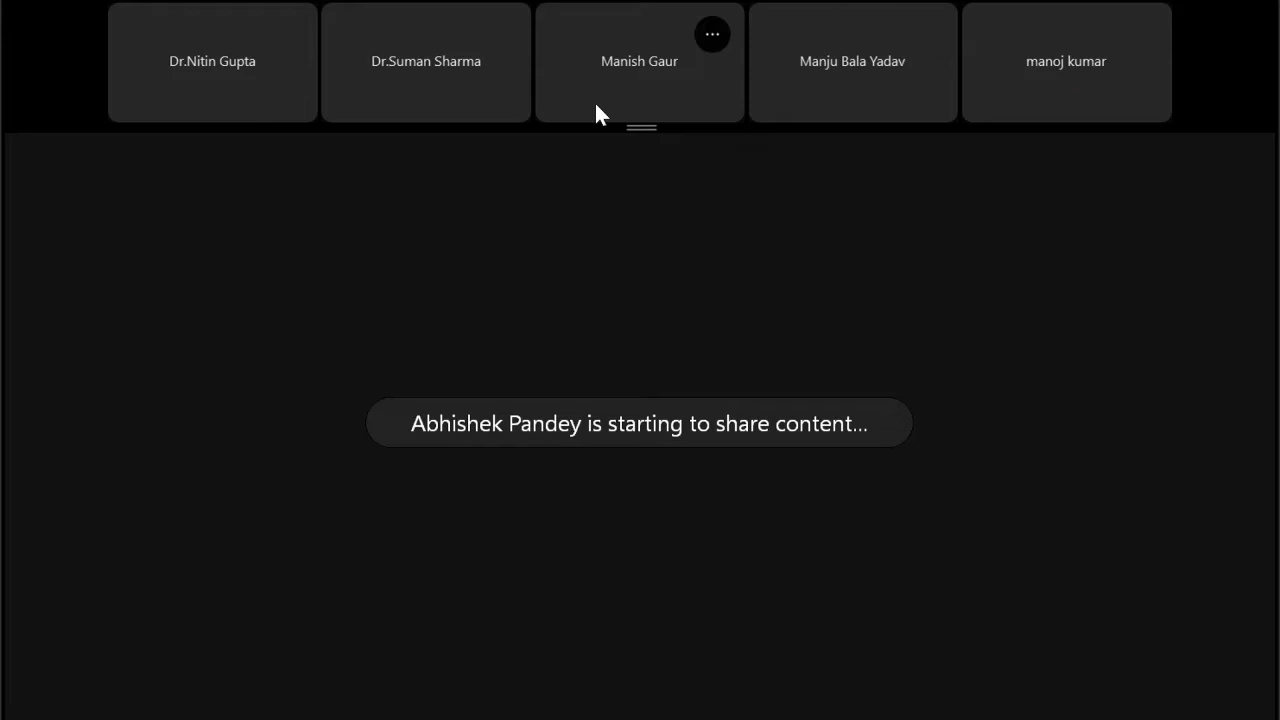 Dr.Nitin Gupta
Dr.Suman Sharma
Manish Gaur
Manju Bala Yadav
manoj kumar
Abhishek Pandey is starting to share content...